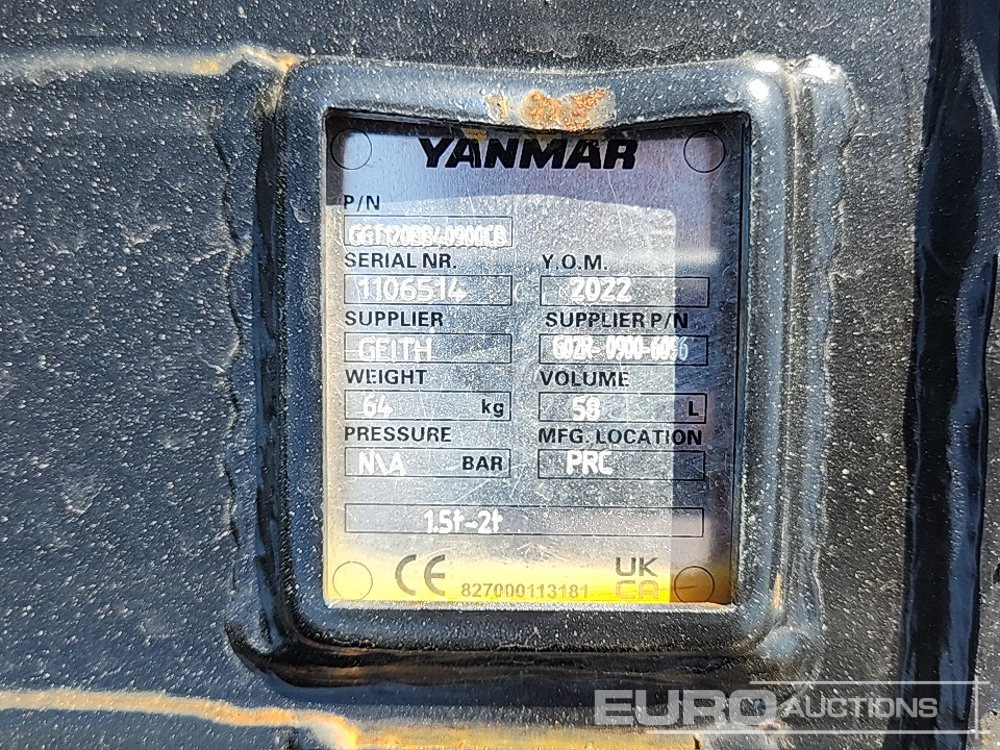 YANMAR
P/N
SERIAL NR. Y.O.M.
1106514 2022
SUPPLIER SUPPLIER P/N
GEITH
WEIGHT VOLUME
64 kg 58 L
PRESSURE MFG. LOCATION
N\A BAR PRC
1.5t-2t
CE 827000113181 UK CA
EURO AUCTIONS